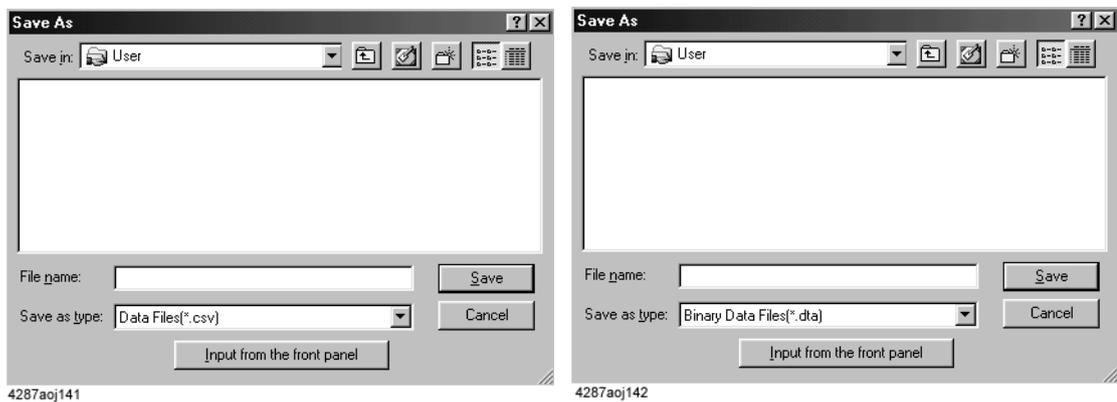 Save As
Save in: User
File name:
Save
Save as type: Data Files(*.csv)
Cancel
Input from the front panel
4287aoj141
Save As
Save in: User
File name:
Save
Save as type: Binary Data Files(*.dta)
Cancel
Input from the front panel
4287aoj142